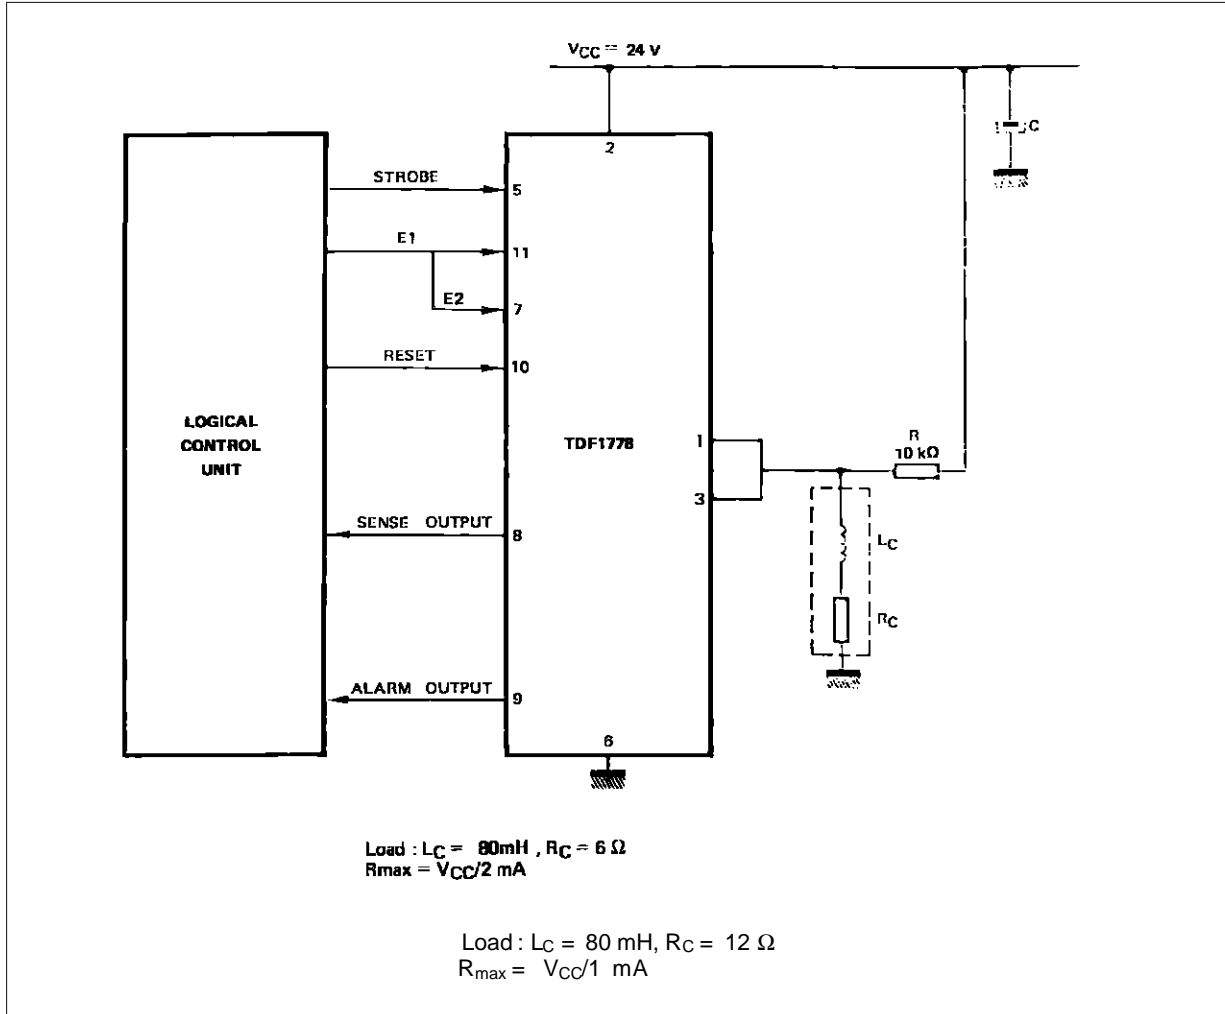 VCC = 24 V
C
2
STROBE
5
E1
11
E2
7
RESET
10
LOGICAL
CONTROL
UNIT
TDF1778
1
R
10 kΩ
3
SENSE OUTPUT
8
LC
RC
ALARM OUTPUT
9
6
Load : LC = 80mH , RC = 6 Ω
Rmax = VCC/2 mA
Load : LC = 80 mH, RC = 12 Ω
Rmax = VCC/1 mA